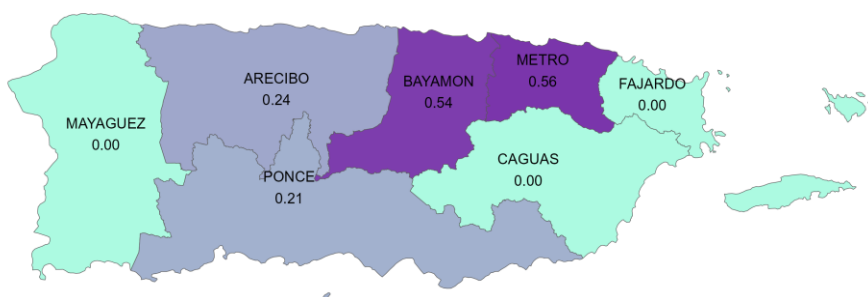 METRO
0.56
ARECIBO
0.24
BAYAMON
0.54
FAJARDO
0.00
MAYAGUEZ
0.00
CAGUAS
0.00
PONCE
0.21